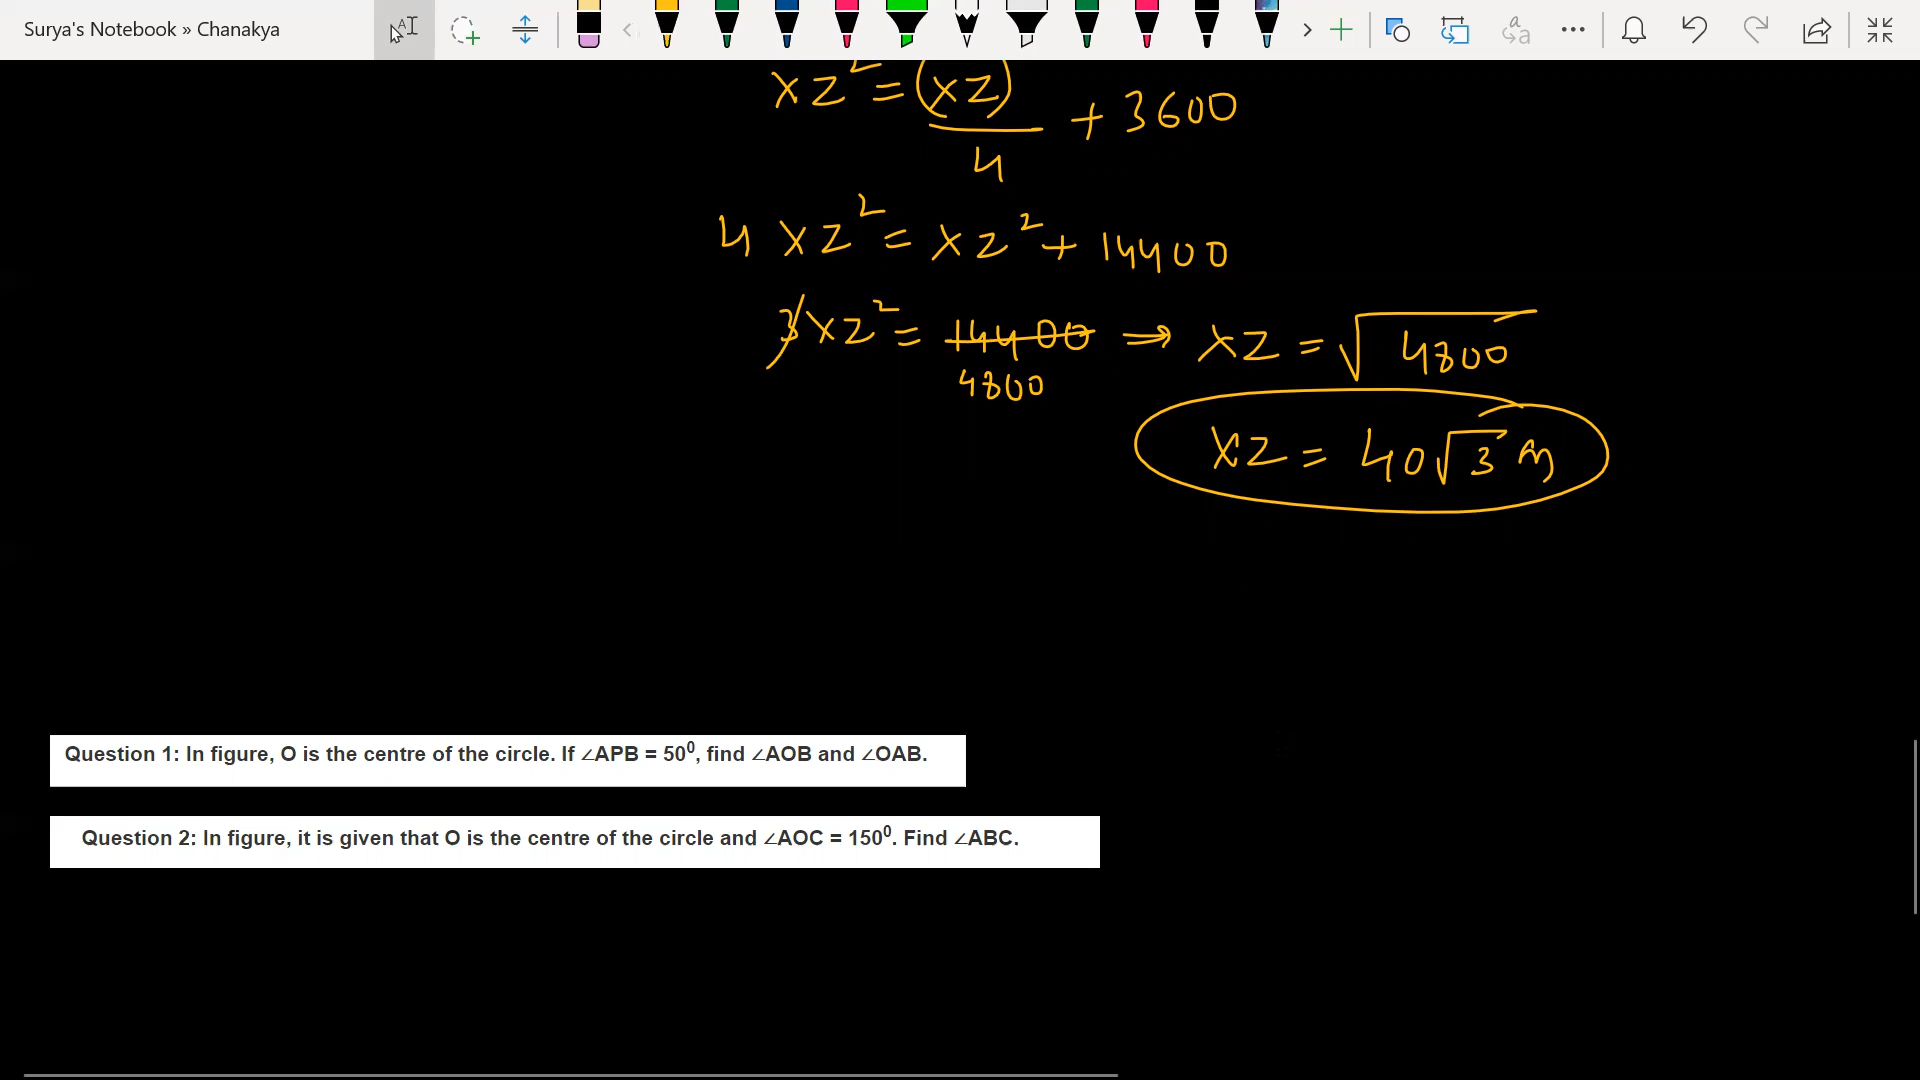 Surya's Notebook » Chanakya
XZ² = (XZ)/4 + 3600
4 XZ² = XZ² + 14400
3XZ² = 14400 ⇒ XZ = √4800
4800
XZ = 40√3 m
Question 1: In figure, O is the centre of the circle. If ∠APB = 50⁰, find ∠AOB and ∠OAB.
Question 2: In figure, it is given that O is the centre of the circle and ∠AOC = 150⁰. Find ∠ABC.